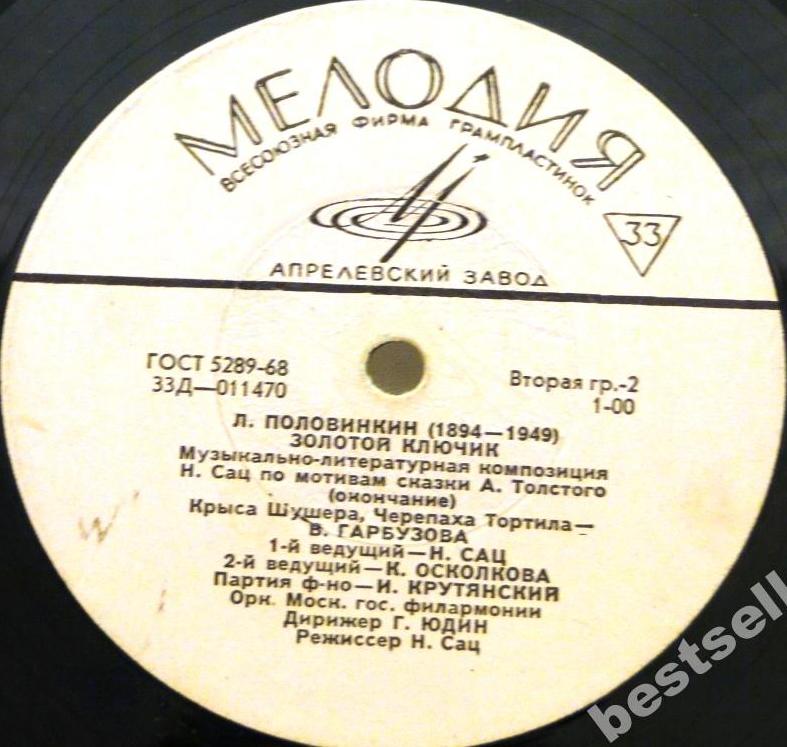 МЕЛОДИЯ
ВСЕСОЮЗНАЯ ФИРМА ГРАМПЛАСТИНОК
33
АПРЕЛЕВСКИЙ ЗАВОД
ГОСТ 5289-68
Вторая гр.-2
33Д—011470
1-00
Л. ПОЛОВИНКИН (1894—1949)
ЗОЛОТОЙ КЛЮЧИК
Музыкально-литературная композиция
Н. Сац по мотивам сказки А. Толстого
(окончание)
Крыса Шушера, Черепаха Тортила—
В. ГАРБУЗОВА
1-й ведущий—Н. САЦ
2-й ведущий—К. ОСКОЛКОВА
Партия ф-но—И. КРУТЯНСКИЙ
Орк. Моск. гос. филармонии
Дирижер Г. ЮДИН
Режиссер Н. Сац
bestsell